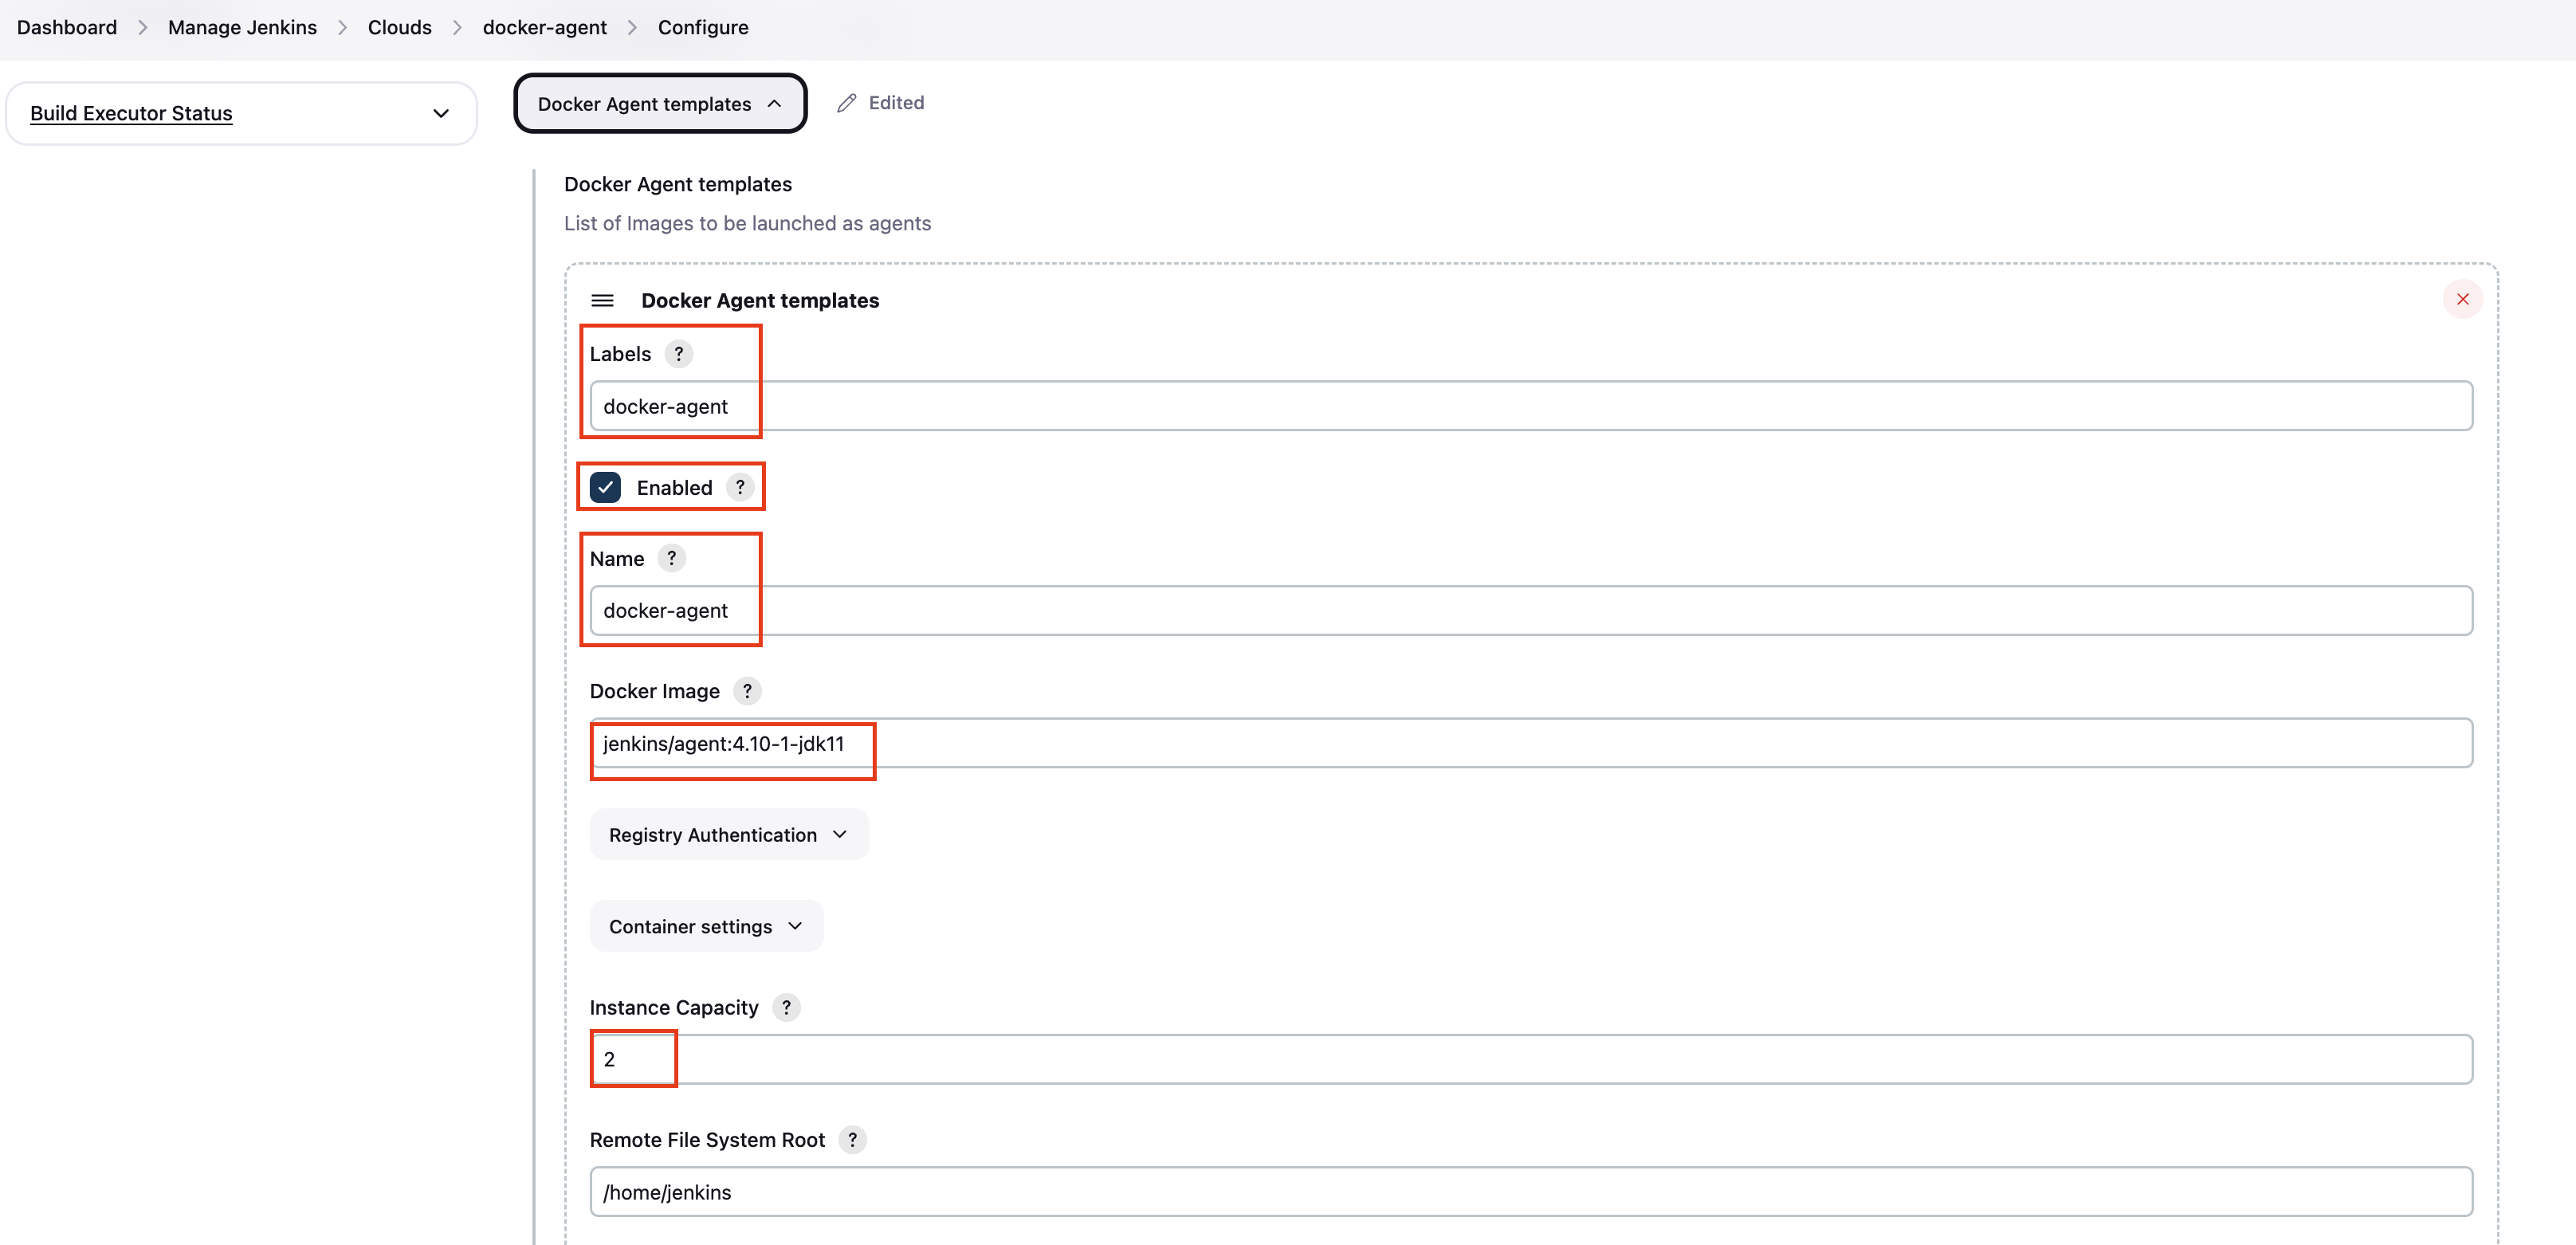 Dashboard > Manage Jenkins > Clouds > docker-agent > Configure
Build Executor Status
Docker Agent templates
Edited
Docker Agent templates
List of Images to be launched as agents
Docker Agent templates
Labels ?
docker-agent
Enabled ?
Name ?
docker-agent
Docker Image ?
jenkins/agent:4.10-1-jdk11
Registry Authentication
Container settings
Instance Capacity ?
2
Remote File System Root ?
/home/jenkins